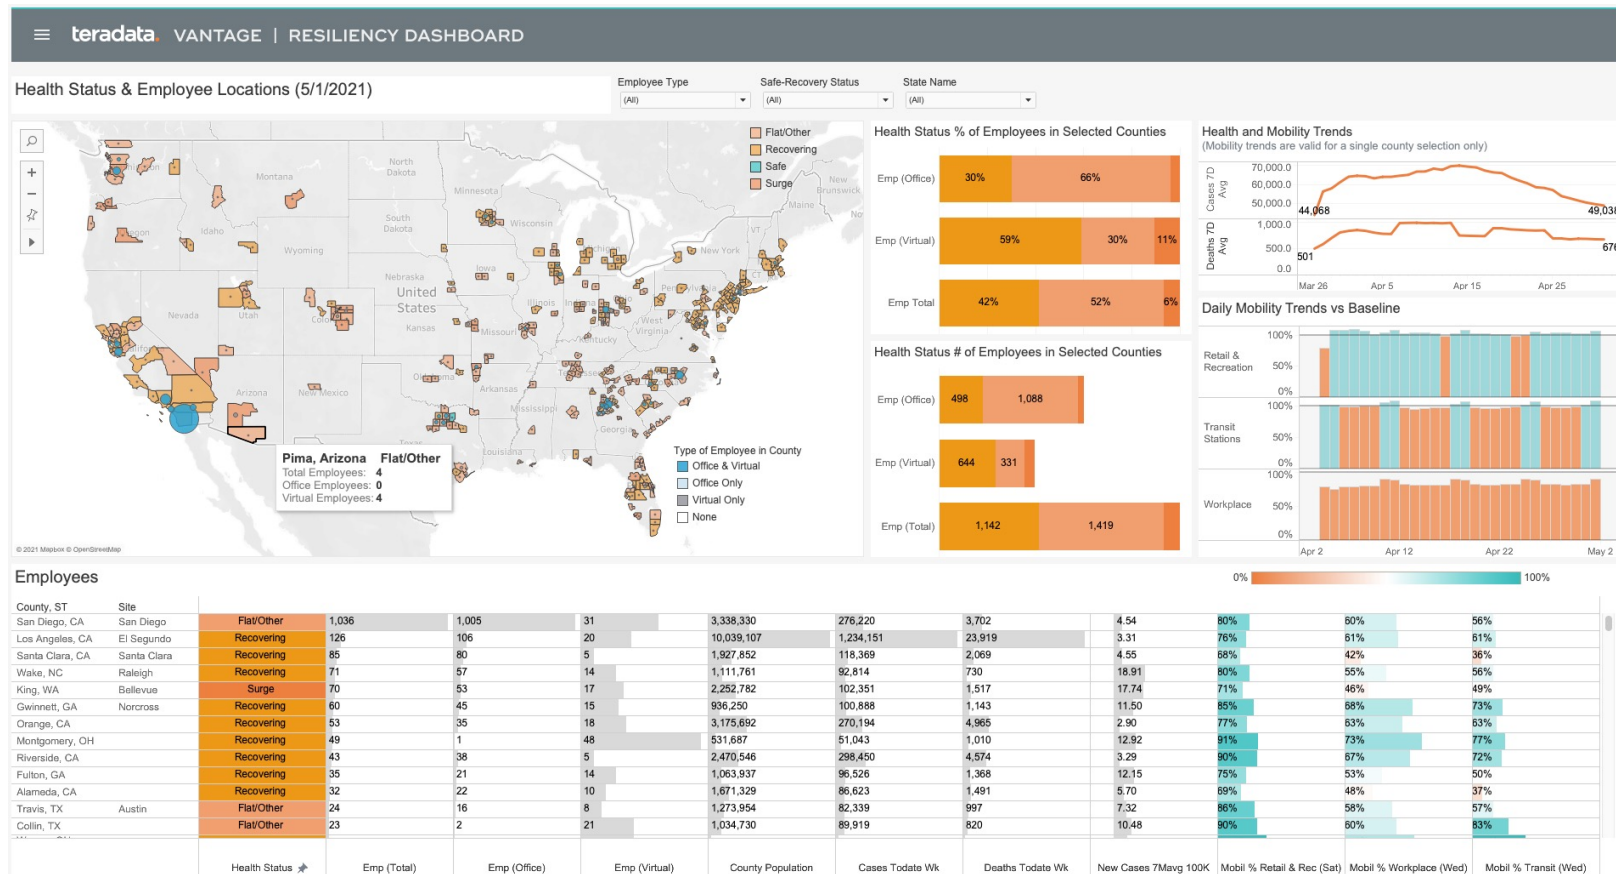 teradata. VANTAGE | RESILIENCY DASHBOARD
Health Status & Employee Locations (5/1/2021)
Employee Type
(All)
Safe-Recovery Status
(All)
State Name
(All)
Flat/Other
Recovering
Safe
Surge
North Dakota
Montana
Minnesota
New Brunswick
Maine
South Dakota
Wisconsin
Idaho
Wyoming
VT
New York
Iowa
Nebraska
CT
United States
Illinois
Nevada
Utah
Kansas
Missouri
West Virginia
Kentucky
Arizona
New Mexico
Arkansas
Mississippi
Georgia
Louisiana
Pima, Arizona Flat/Other
Total Employees: 4
Office Employees: 0
Virtual Employees: 4
Type of Employee in County
Office & Virtual
Office Only
Virtual Only
None
© 2021 Mapbox © OpenStreetMap
Health Status % of Employees in Selected Counties
Emp (Office) 30% 66%
Emp (Virtual) 59% 30% 11%
Emp Total 42% 52% 6%
Health Status # of Employees in Selected Counties
Emp (Office) 498 1,088
Emp (Virtual) 644 331
Emp (Total) 1,142 1,419
Health and Mobility Trends
(Mobility trends are valid for a single county selection only)
Cases 7D Avg
70,000.0
60,000.0
50,000.0
44,068
49,038
Deaths 7D Avg
1,000.0
500.0
0.0
501
676
Mar 26 Apr 5 Apr 15 Apr 25
Daily Mobility Trends vs Baseline
Retail & Recreation
100%
50%
0%
Transit Stations
100%
50%
0%
Workplace
100%
50%
0%
Apr 2 Apr 12 Apr 22 May 2
Employees
0% 100%
County, ST Site
San Diego, CA San Diego Flat/Other 1,036 1,005 31 3,338,330 276,220 3,702 4.54 80% 60% 56%
Los Angeles, CA El Segundo Recovering 126 106 20 10,039,107 1,234,151 23,919 3.31 76% 61% 61%
Santa Clara, CA Santa Clara Recovering 85 80 5 1,927,852 118,369 2,069 4.55 68% 42% 36%
Wake, NC Raleigh Recovering 71 57 14 1,111,761 92,814 730 18.91 80% 55% 56%
King, WA Bellevue Surge 70 53 17 2,252,782 102,351 1,517 17.74 71% 46% 49%
Gwinnett, GA Norcross Recovering 60 45 15 936,250 100,888 1,143 11.50 85% 68% 73%
Orange, CA Recovering 53 35 18 3,175,692 270,194 4,965 2.90 77% 63% 63%
Montgomery, OH Recovering 49 1 48 531,687 51,043 1,010 12.92 91% 73% 77%
Riverside, CA Recovering 43 38 5 2,470,546 298,450 4,574 3.29 90% 67% 72%
Fulton, GA Recovering 35 21 14 1,063,937 96,526 1,368 12.15 75% 53% 50%
Alameda, CA Recovering 32 22 10 1,671,329 86,623 1,491 5.70 69% 48% 37%
Travis, TX Austin Flat/Other 24 16 8 1,273,954 82,339 997 7.32 86% 58% 57%
Collin, TX Flat/Other 23 2 21 1,034,730 89,919 820 10.48 90% 60% 83%
Health Status Emp (Total) Emp (Office) Emp (Virtual) County Population Cases Todate Wk Deaths Todate Wk New Cases 7Mavg 100K Mobil % Retail & Rec (Sat) Mobil % Workplace (Wed) Mobil % Transit (Wed)